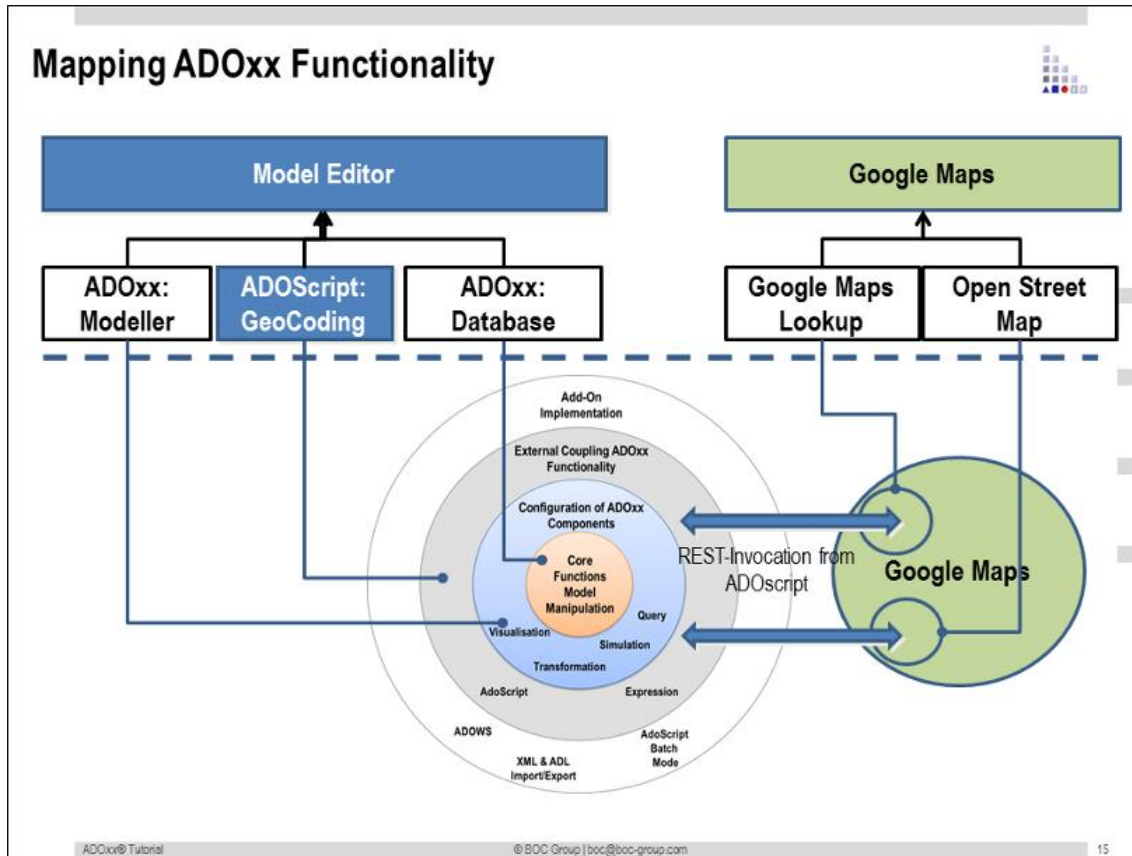 Mapping ADOxx Functionality
Model Editor
Google Maps
ADOxx:
Modeller
ADOScript:
GeoCoding
ADOxx:
Database
Google Maps
Lookup
Open Street
Map
Add-On
Implementation
External Coupling ADOxx
Functionality
Configuration of ADOxx
Components
Core
Functions
Model
Manipulation
Query
Visualisation
Simulation
Transformation
AdoScript
Expression
ADOWS
AdoScript
Batch
Mode
XML & ADL
Import/Export
REST-Invocation from
ADOscript
Google Maps
ADOxx® Tutorial
© BOC Group | boc@boc-group.com
15